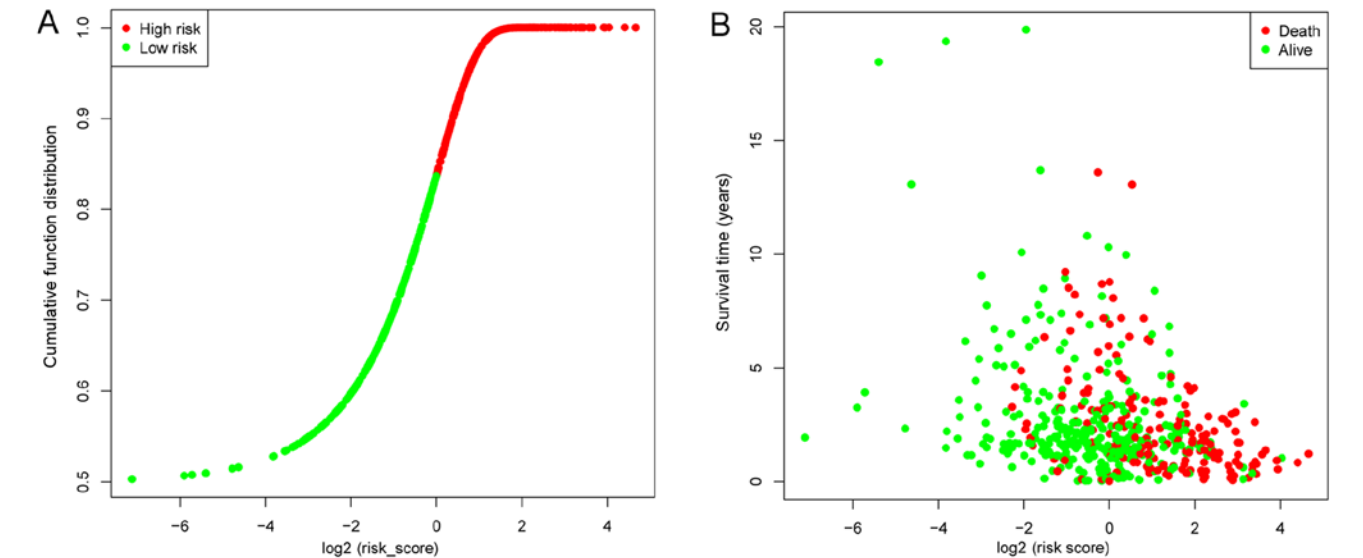 A
High risk
Low risk
Cumulative function distribution
1.0
0.9
0.8
0.7
0.6
0.5
−6 −4 −2 0 2 4
log2 (risk_score)
B
Death
Alive
Survival time (years)
20
15
10
5
0
−6 −4 −2 0 2 4
log2 (risk score)